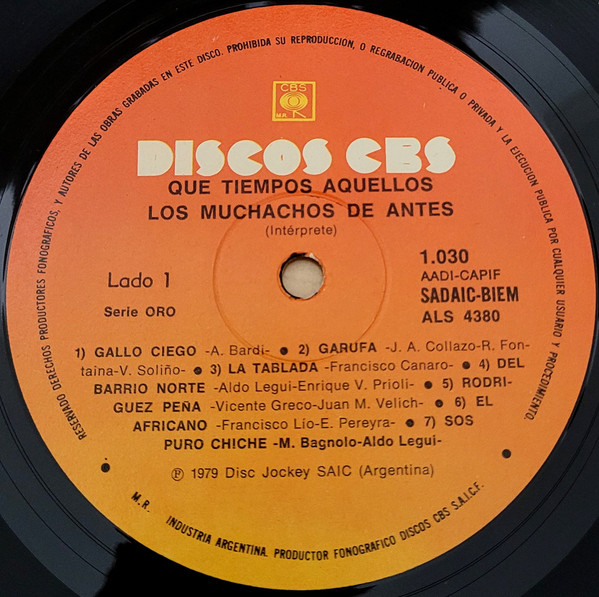 RESERVADO DERECHOS PRODUCTORES FONOGRAFICOS, Y AUTORES DE LAS OBRAS GRABADAS EN ESTE DISCO. PROHIBIDA SU REPRODUCCION, O REGRABACION PUBLICA O PRIVADA Y LA EJECUCION PUBLICA POR CUALQUIER USUARIO Y PROCEDIMIENTO.
CBS
M.R.
DISCOS CBS
QUE TIEMPOS AQUELLOS
LOS MUCHACHOS DE ANTES
(Intérprete)
Lado 1
Serie ORO
1.030
AADI-CAPIF
SADAIC-BIEM
ALS 4380
1) GALLO CIEGO -A. Bardi- ● 2) GARUFA -J. A. Collazo-R. Fon-
taina-V. Soliño- ● 3) LA TABLADA -Francisco Canaro- ● 4) DEL
BARRIO NORTE -Aldo Legui-Enrique V. Prioli- ● 5) RODRI-
GUEZ PEÑA -Vicente Greco-Juan M. Velich- ● 6) EL
AFRICANO -Francisco Lío-E. Pereyra- ● 7) SOS
PURO CHICHE -M. Bagnolo-Aldo Legui-
Ⓟ 1979 Disc Jockey SAIC (Argentina)
M.R. INDUSTRIA ARGENTINA. PRODUCTOR FONOGRAFICO DISCOS CBS S.A.I.C.F.